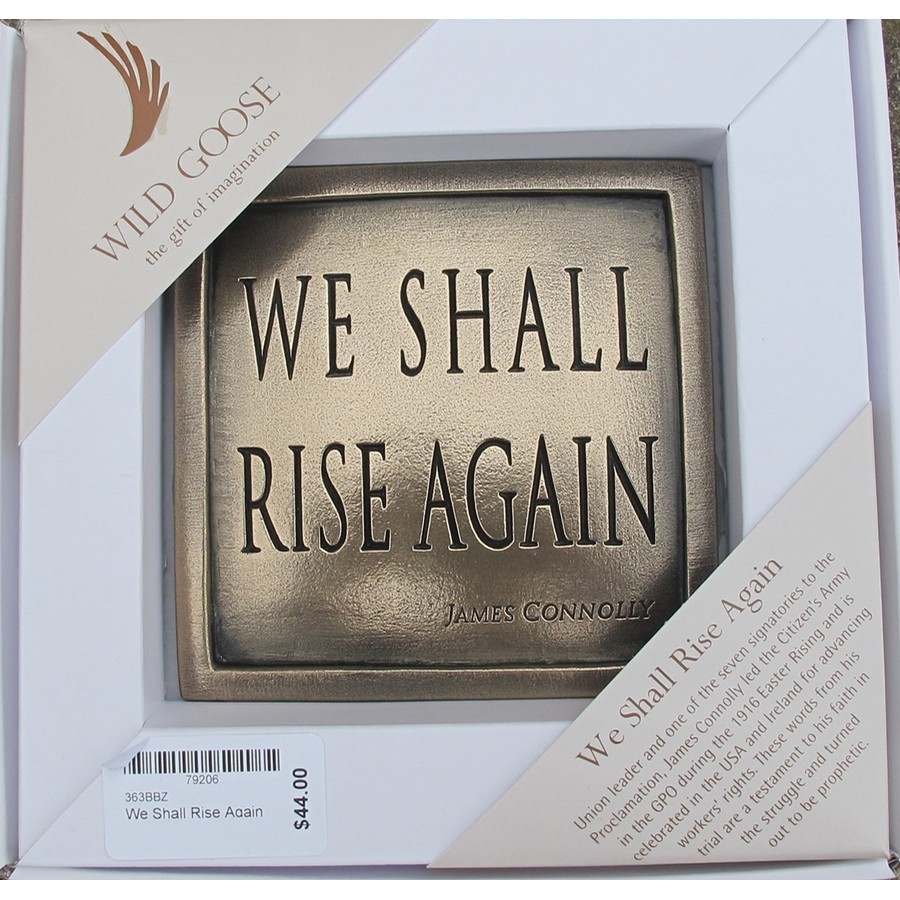 WILD GOOSE
the gift of imagination
WE SHALL
RISE AGAIN
JAMES CONNOLLY
We Shall Rise Again
Union leader and one of the seven signatories to the
Proclamation, James Connolly led the Citizen's Army
in the GPO during the 1916 Easter Rising and is
celebrated in the USA and Ireland for advancing
workers' rights. These words from his
trial are a testament to his faith in
the struggle and turned
out to be prophetic.
79206
363BBZ
We Shall Rise Again
$44.00